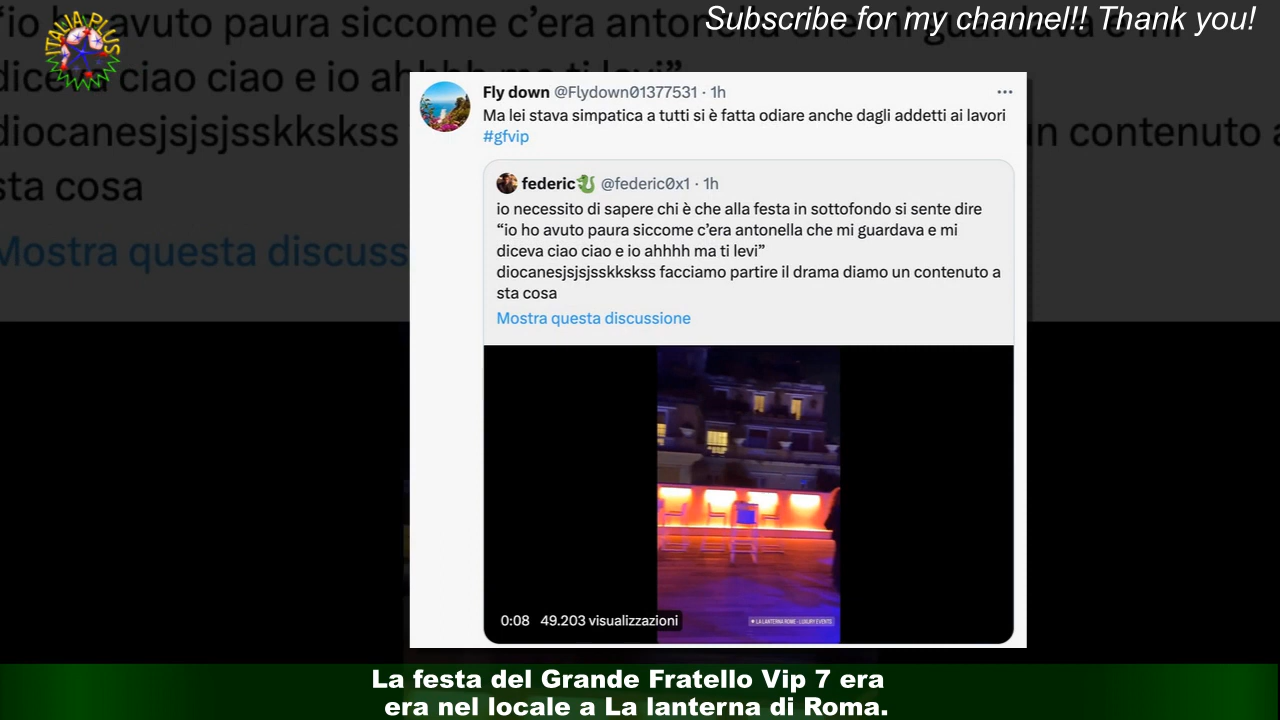 Subscribe for my channel!! Thank you!
ITALIA PLUS
Fly down @Flydown01377531 · 1h
Ma lei stava simpatica a tutti si è fatta odiare anche dagli addetti ai lavori
#gfvip
federic @federic0x1 · 1h
io necessito di sapere chi è che alla festa in sottofondo si sente dire
“io ho avuto paura siccome c’era antonella che mi guardava e mi
diceva ciao ciao e io ahhhh ma ti levi”
diocanesjsjsjsskkskss facciamo partire il drama diamo un contenuto a
sta cosa
Mostra questa discussione
0:08 49.203 visualizzazioni
LA LANTERNA ROME - LUXURY EVENTS
La festa del Grande Fratello Vip 7 era
era nel locale a La lanterna di Roma.